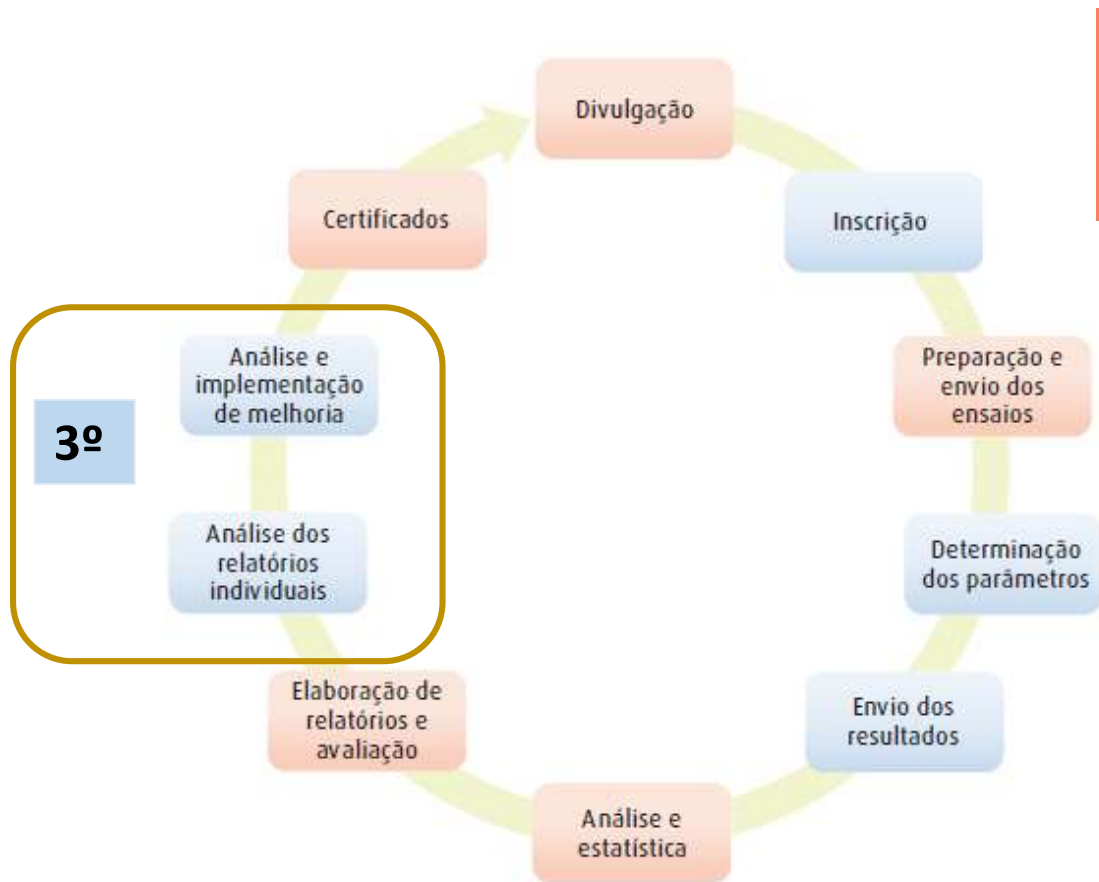 Divulgação
Inscrição
Preparação e
envio dos
ensaios
Determinação
dos parâmetros
Envio dos
resultados
Análise e
estatística
Elaboração de
relatórios e
avaliação
Análise dos
relatórios
individuais
3º
Análise e
implementação
de melhoria
Certificados